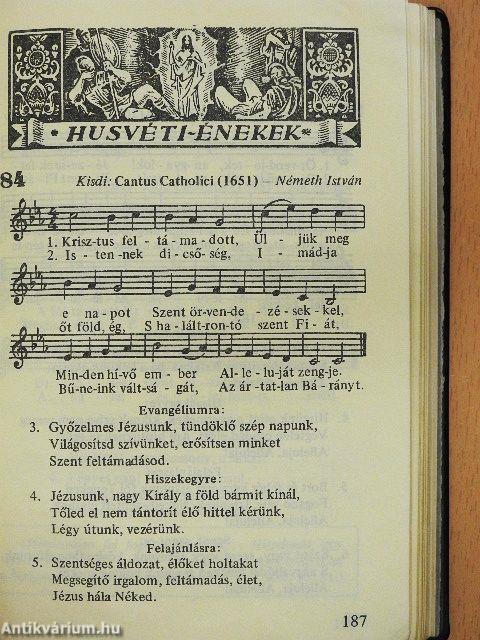 HUSVÉTI-ÉNEKEK
84
Kisdi: Cantus Catholici (1651) Németh István
1. Krisz-tus fel - tá - ma - dott, Ül - jük meg
2. Is - ten - nek di - cső - ség, I - mád-ja
e na - pot Szent ör-ven-de - zé - sek - kel,
őt föld, ég, S ha - lált-ron-tó szent Fi - át,
Min-den hí-vő em - ber Al - le - lu-ját zeng-je.
Bű-ne-ink vált-sá - gát, Az ár-tat-lan Bá - rányt.
Evangéliumra:
3. Győzelmes Jézusunk, tündöklő szép napunk,
Világosítsd szívünket, erősítsen minket
Szent feltámadásod.
Hiszekegyre:
4. Jézusunk, nagy Király a föld bármit kínál,
Tőled el nem tántorít élő hittel kérünk,
Légy útunk, vezérünk.
Felajánlásra:
5. Szentséges áldozat, élőket holtakat
Megsegítő irgalom, feltámadás, élet,
Jézus hála Néked.
187
Antikvárium.hu